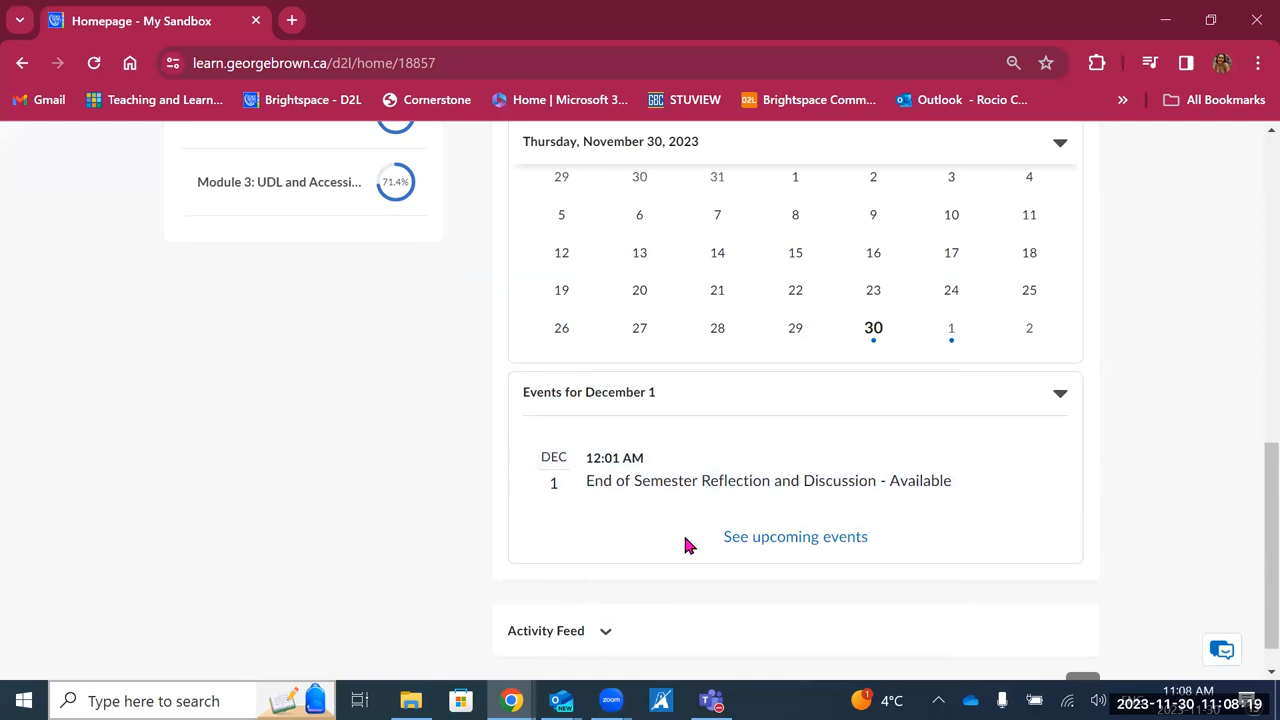 Homepage - My Sandbox
learn.georgebrown.ca/d2l/home/18857
Gmail
Teaching and Learn...
Brightspace - D2L
Cornerstone
Home | Microsoft 3...
GBC
STUVIEW
D2L
Brightspace Comm...
Outlook - Rocio C...
All Bookmarks
Module 3: UDL and Accessi...
71.4%
Thursday, November 30, 2023
29 30 31 1 2 3 4
5 6 7 8 9 10 11
12 13 14 15 16 17 18
19 20 21 22 23 24 25
26 27 28 29 30 1 2
Events for December 1
DEC
1
12:01 AM
End of Semester Reflection and Discussion - Available
See upcoming events
Activity Feed
Type here to search
NEW
zoom
1
4°C
11:08 AM
2023-11-30 11:08:19